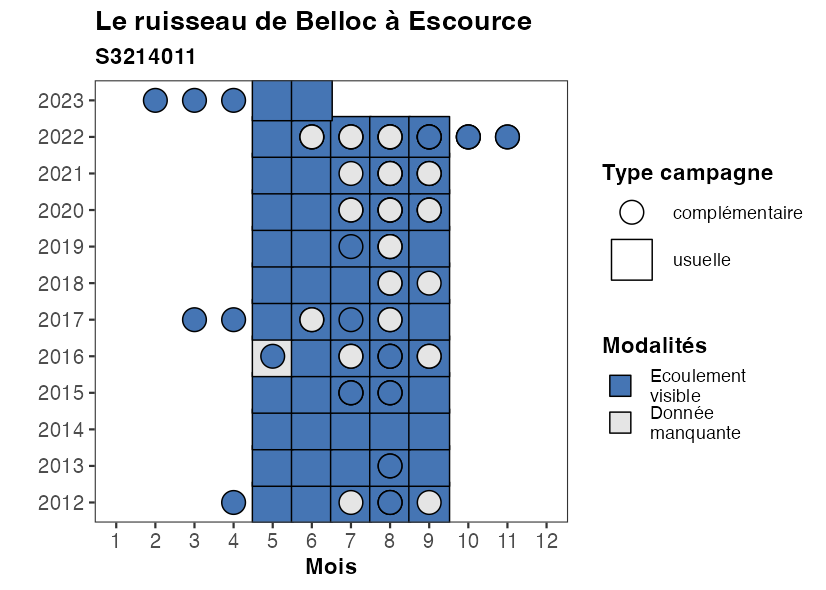 Le ruisseau de Belloc à Escource
S3214011
2023
2022
2021
2020
2019
2018
2017
2016
2015
2014
2013
2012
1 2 3 4 5 6 7 8 9 10 11 12
Mois
Type campagne
complémentaire
usuelle
Modalités
Ecoulement
visible
Donnée
manquante